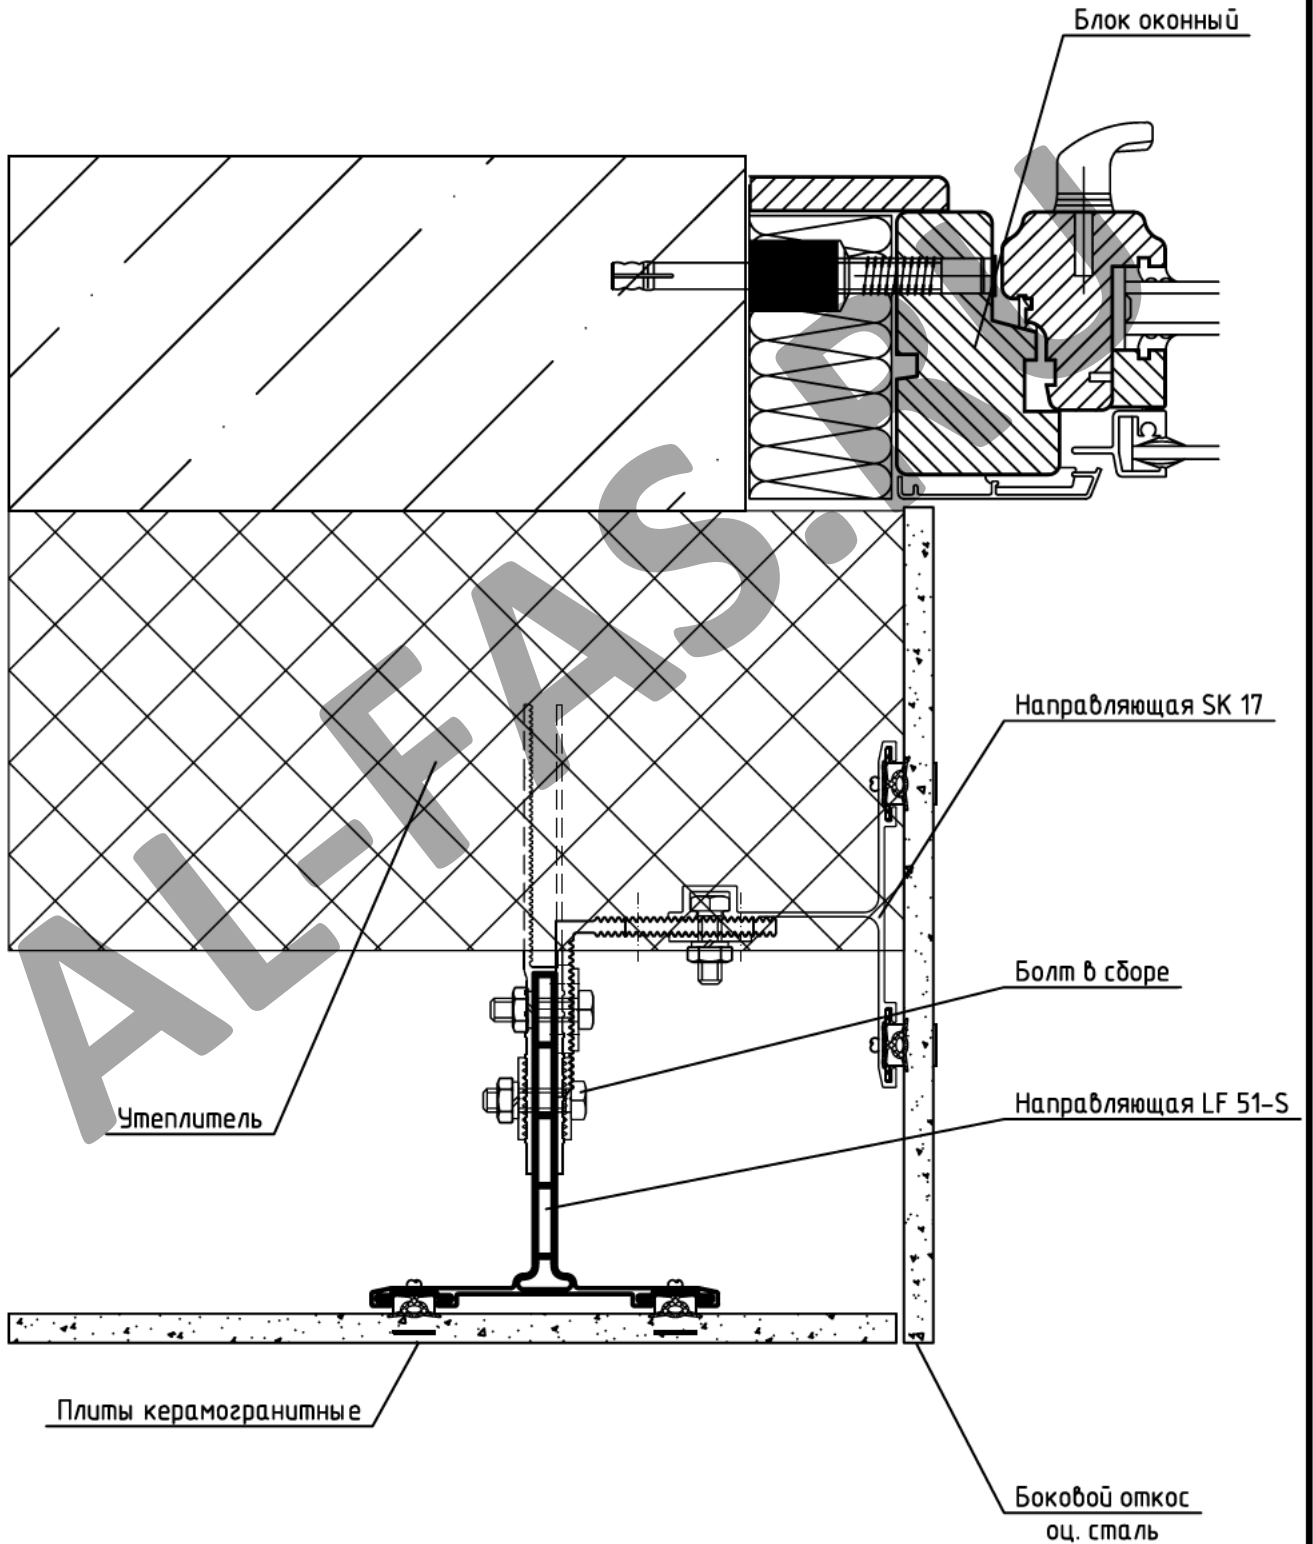 Блок оконный
Направляющая SK 17
Болт в сборе
Направляющая LF 51-S
Утеплитель
Плиты керамогранитные
Боковой откос
оц. сталь
AL-FAS.RU